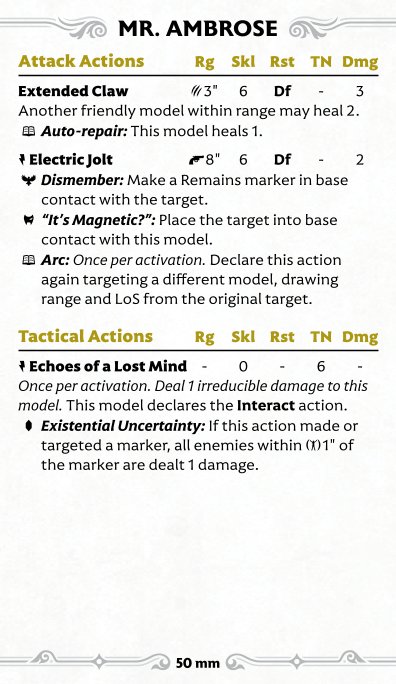 MR. AMBROSE
Attack Actions Rg Skl Rst TN Dmg
Extended Claw 3" 6 Df - 3
Another friendly model within range may heal 2.
Auto-repair: This model heals 1.
Electric Jolt 8" 6 Df - 2
Dismember: Make a Remains marker in base
contact with the target.
“It’s Magnetic?”: Place the target into base
contact with this model.
Arc: Once per activation. Declare this action
again targeting a different model, drawing
range and LoS from the original target.
Tactical Actions Rg Skl Rst TN Dmg
Echoes of a Lost Mind - 0 - 6 -
Once per activation. Deal 1 irreducible damage to this
model. This model declares the Interact action.
Existential Uncertainty: If this action made or
targeted a marker, all enemies within 1" of
the marker are dealt 1 damage.
50 mm